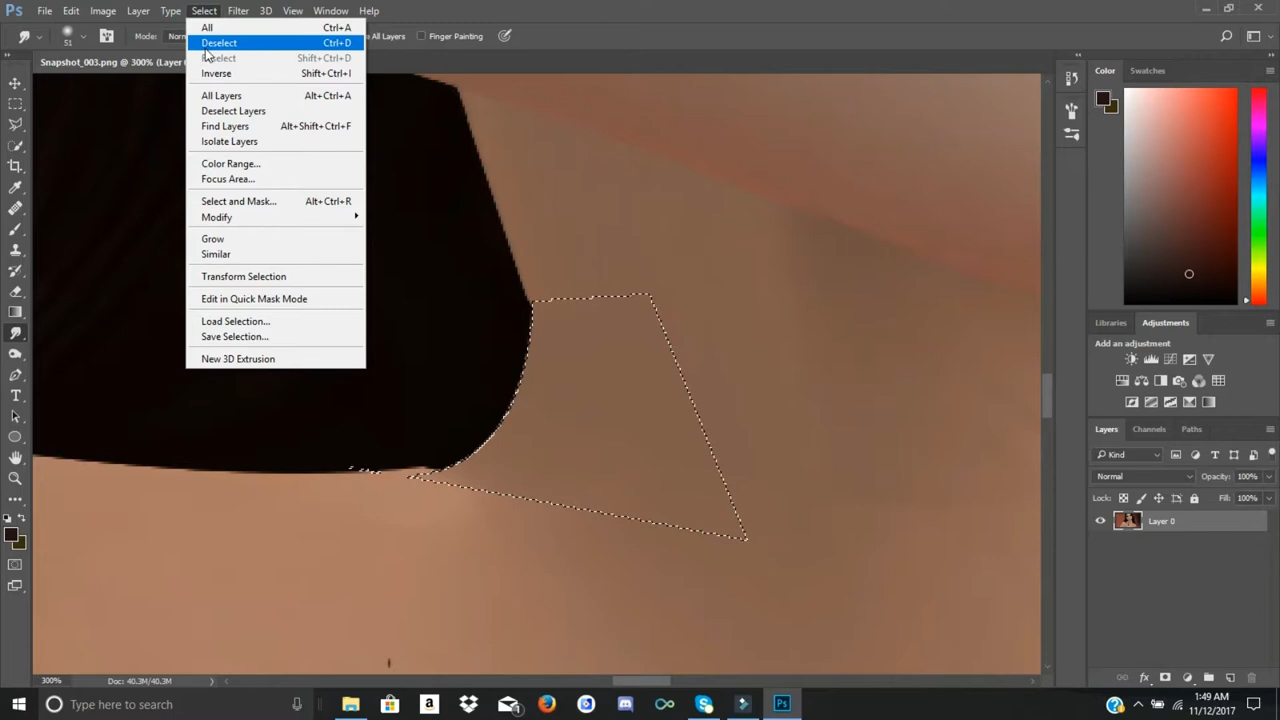 Ps File Edit Image Layer Type Select Filter 3D View Window Help
51 Mode: All Layers Finger Painting
Snapshot_003.png @ 300% (Layer
All Ctrl+A
Deselect Ctrl+D
Shift+Ctrl+D
Inverse Shift+Ctrl+I
All Layers Alt+Ctrl+A
Deselect Layers
Find Layers Alt+Shift+Ctrl+F
Isolate Layers
Color Range...
Focus Area...
Select and Mask... Alt+Ctrl+R
Modify
Grow
Similar
Transform Selection
Edit in Quick Mask Mode
Load Selection...
Save Selection...
New 3D Extrusion
Color Swatches
Libraries Adjustments
Add an adjustment
Layers Channels Paths
Kind
Normal Opacity: 100%
Lock: Fill: 100%
Layer 0
300% Doc: 40.3M/40.3M
Type here to search
1:49 AM
11/12/2017